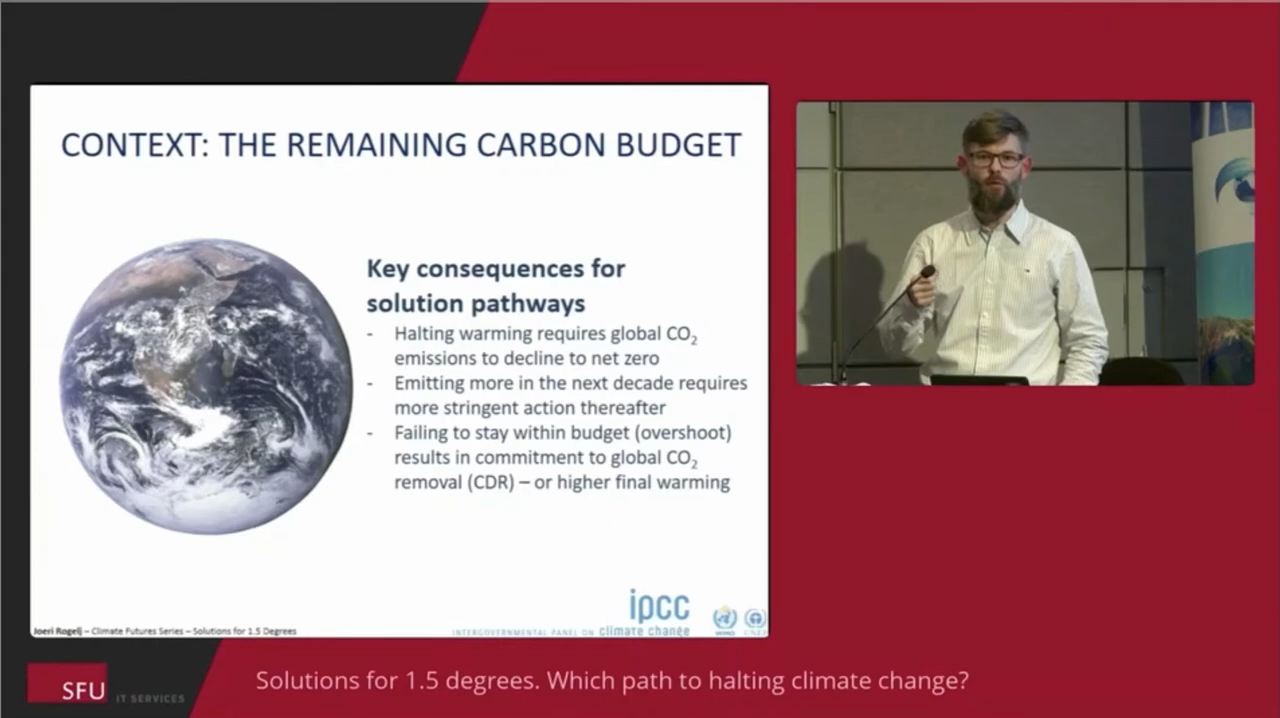 CONTEXT: THE REMAINING CARBON BUDGET
Key consequences for
solution pathways
- Halting warming requires global CO₂
emissions to decline to net zero
- Emitting more in the next decade requires
more stringent action thereafter
- Failing to stay within budget (overshoot)
results in commitment to global CO₂
removal (CDR) – or higher final warming
ipcc
INTERGOVERNMENTAL PANEL ON climate change
WMO UNEP
Joeri Rogelj – Climate Futures Series – Solutions for 1.5 Degrees
SFU IT SERVICES
Solutions for 1.5 degrees. Which path to halting climate change?